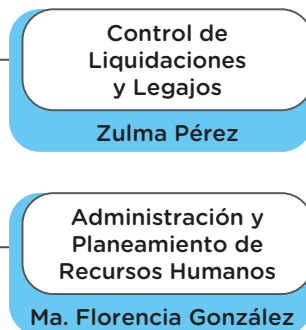 Control de
Liquidaciones
y Legajos
Zulma Pérez
Administración y
Planeamiento de
Recursos Humanos
Ma. Florencia González